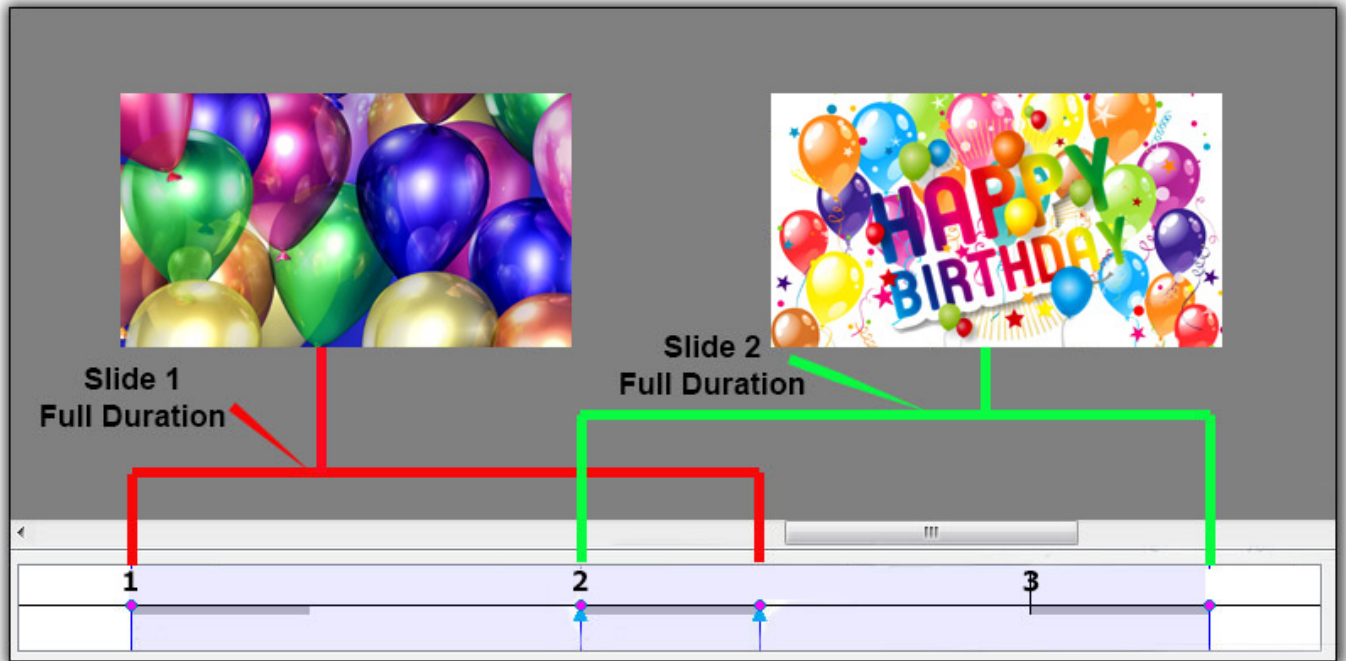 HAPPY
BIRTHDAY
Slide 1
Full Duration
Slide 2
Full Duration
1
2
3